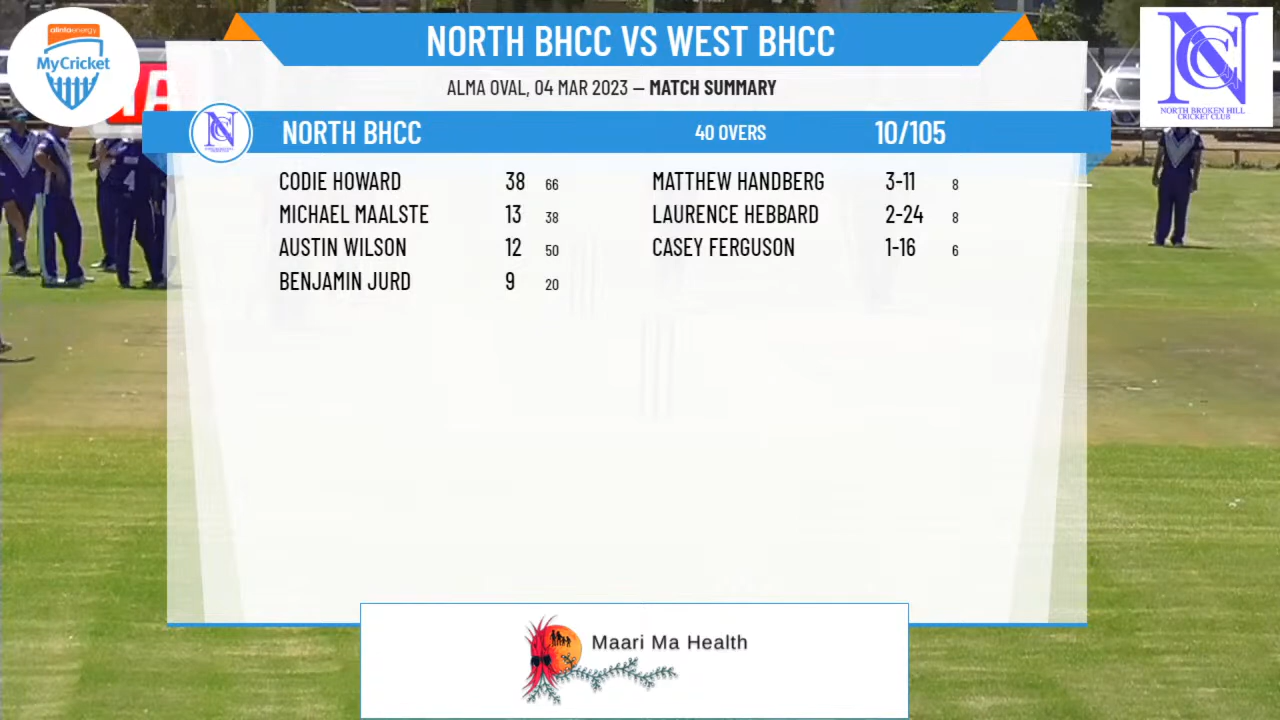 alintaenergy
MyCricket
NORTH BHCC VS WEST BHCC
NORTH BROKEN HILL
CRICKET CLUB
ALMA OVAL, 04 MAR 2023 – MATCH SUMMARY
NORTH BHCC 40 OVERS 10/105
CODIE HOWARD 38 66 MATTHEW HANDBERG 3-11 8
MICHAEL MAALSTE 13 38 LAURENCE HEBBARD 2-24 8
AUSTIN WILSON 12 50 CASEY FERGUSON 1-16 6
BENJAMIN JURD 9 20
Maari Ma Health